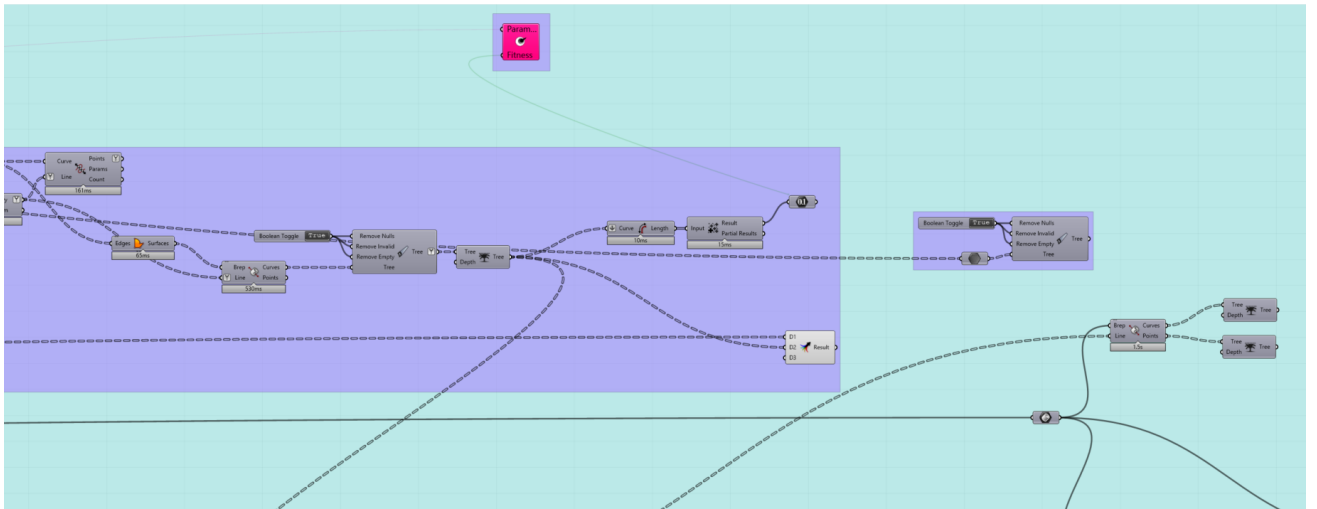 Param...
Fitness
Curve Points
Params
Line Count
161ms
Edges Surfaces
65ms
Brep Curves
Line Points
530ms
Boolean Toggle True
Remove Nulls
Remove Invalid
Remove Empty Tree
Tree
Tree
Depth Tree
Curve Length
10ms
Input Result
Partial Results
15ms
D1
D2 Result
D3
Boolean Toggle True
Remove Nulls
Remove Invalid
Remove Empty Tree
Tree
Brep Curves
Line Points
1.5s
Tree
Depth Tree
Tree
Depth Tree